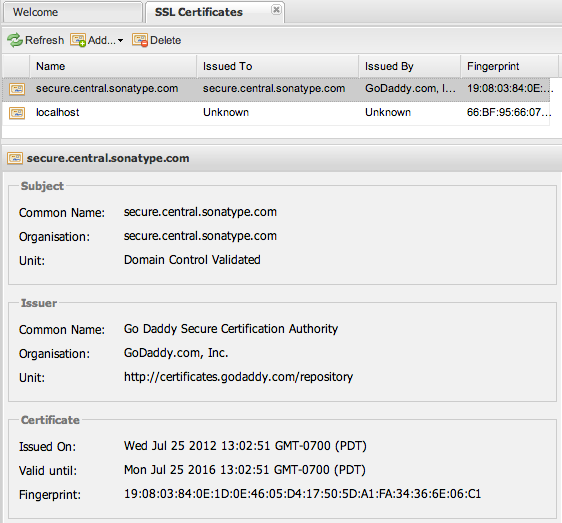 Welcome SSL Certificates
Refresh Add... Delete
Name Issued To Issued By Fingerprint
secure.central.sonatype.com secure.central.sonatype.com GoDaddy.com, I... 19:08:03:84:0E:...
localhost Unknown Unknown 66:BF:95:66:07...
secure.central.sonatype.com
Subject
Common Name: secure.central.sonatype.com
Organisation: secure.central.sonatype.com
Unit: Domain Control Validated
Issuer
Common Name: Go Daddy Secure Certification Authority
Organisation: GoDaddy.com, Inc.
Unit: http://certificates.godaddy.com/repository
Certificate
Issued On: Wed Jul 25 2012 13:02:51 GMT-0700 (PDT)
Valid until: Mon Jul 25 2016 13:02:51 GMT-0700 (PDT)
Fingerprint: 19:08:03:84:0E:1D:0E:46:05:D4:17:50:5D:A1:FA:34:36:6E:06:C1